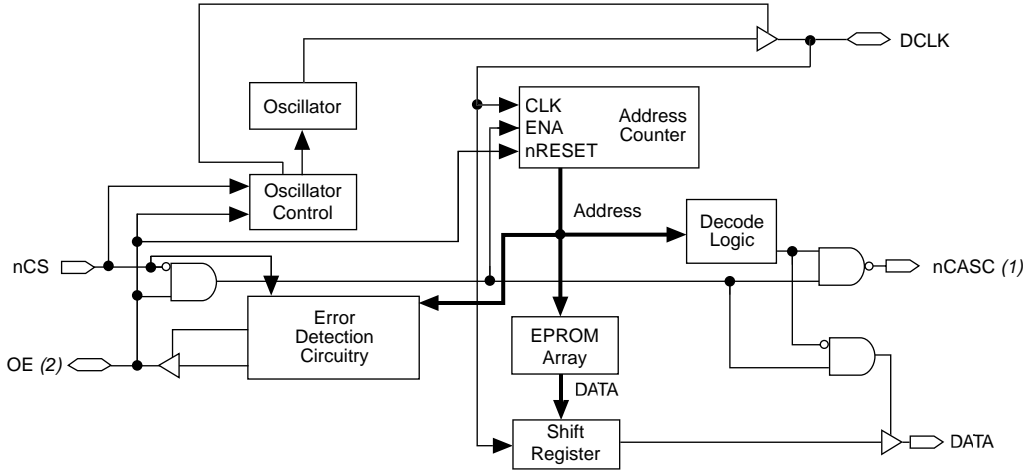 DCLK
Oscillator
CLK
ENA
nRESET
Address
Counter
Oscillator
Control
Address
Decode
Logic
nCS
nCASC (1)
Error
Detection
Circuitry
EPROM
Array
OE (2)
DATA
Shift
Register
DATA